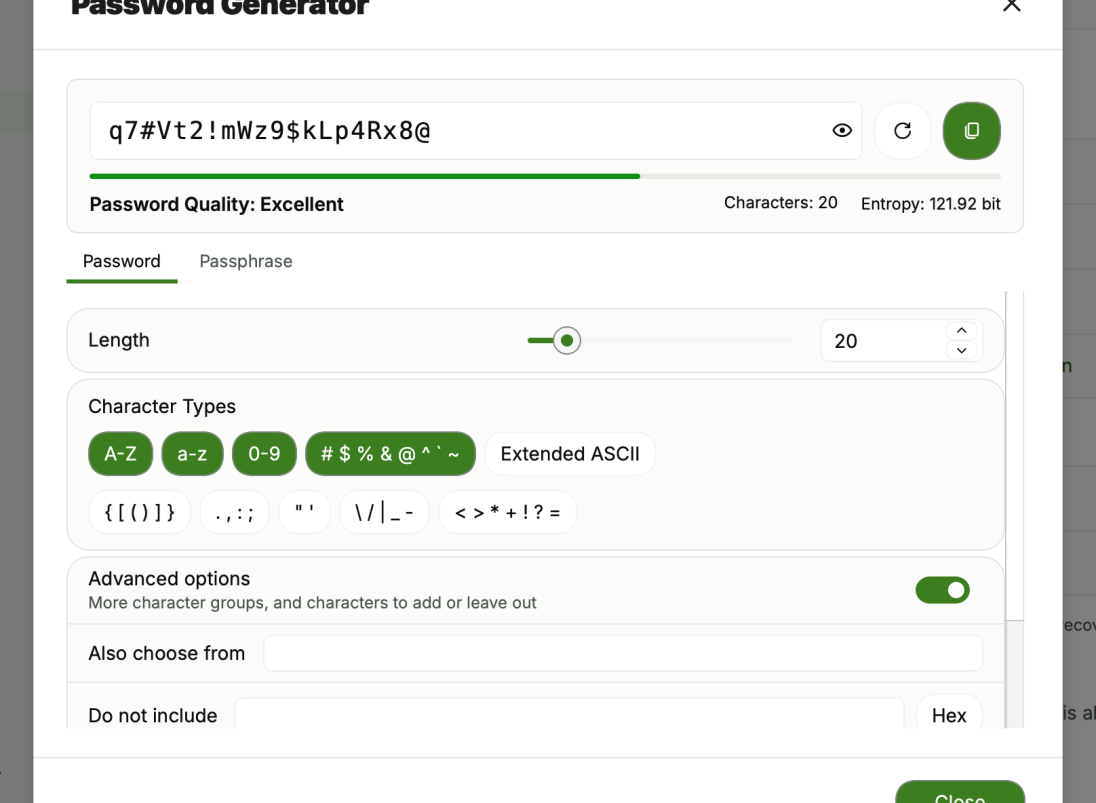 Password Generator
q7#Vt2!mWz9$kLp4Rx8@
Password Quality: Excellent Characters: 20 Entropy: 121.92 bit
Password Passphrase
Length 20
Character Types
A-Z a-z 0-9 # $ % & @ ^ ` ~ Extended ASCII
{ [ ( ) ] } . , : ; " ' \ / | _ - < > * + ! ? =
Advanced options
More character groups, and characters to add or leave out
Also choose from
Do not include Hex
Close